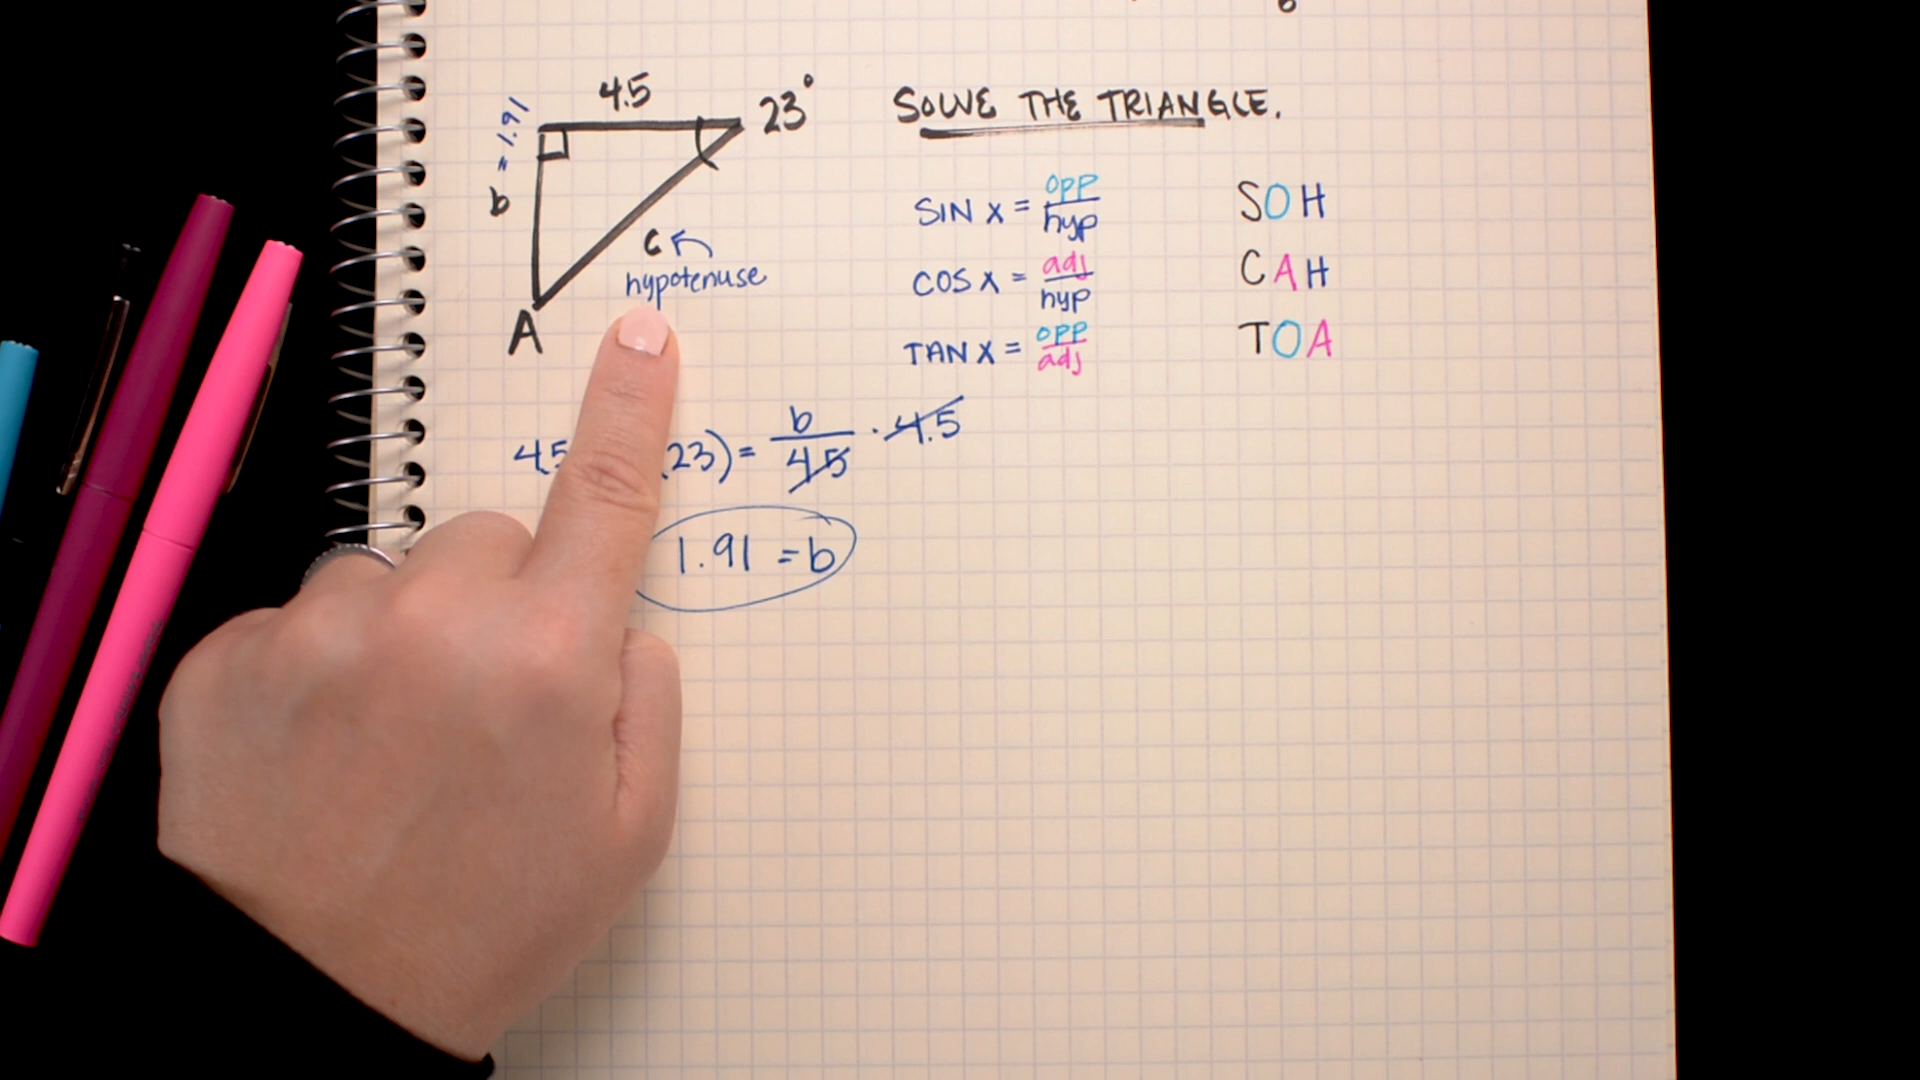 4.5
23°
= 1.91
b
C
hypotenuse
A
SOLVE THE TRIANGLE.
SIN X = opp/hyp
COS X = adj/hyp
TAN X = opp/adj
SOH
CAH
TOA
4.5 (23) = b/4.5 · 4.5
1.91 = b